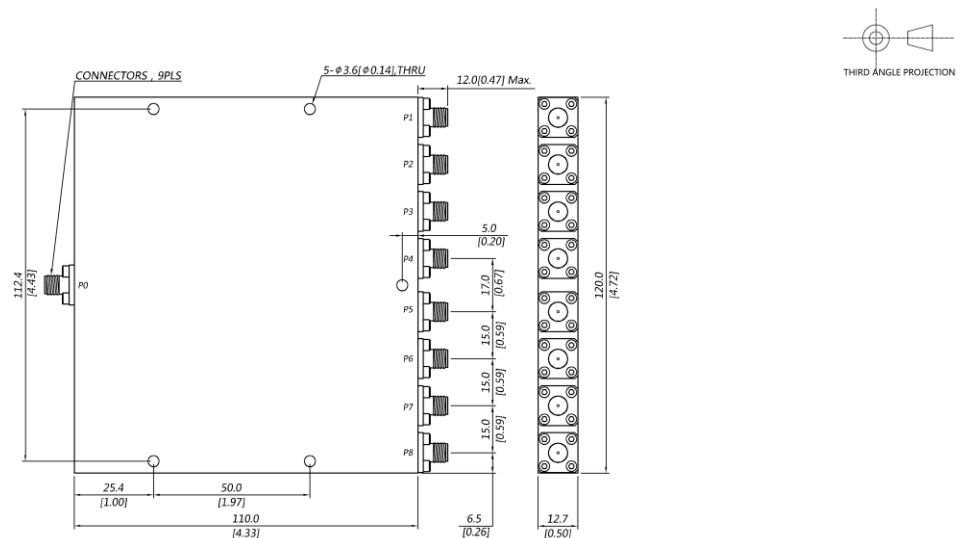 CONNECTORS , 9PLS
5-φ3.6[φ0.14],THRU
12.0[0.47] Max.
THIRD ANGLE PROJECTION
P1
P2
P3
5.0
[0.20]
P4
P0
112.4
[4.43]
17.0
[0.67]
120.0
[4.72]
P5
15.0
[0.59]
P6
15.0
[0.59]
P7
15.0
[0.59]
P8
25.4
[1.00]
50.0
[1.97]
110.0
[4.33]
6.5
[0.26]
12.7
[0.50]